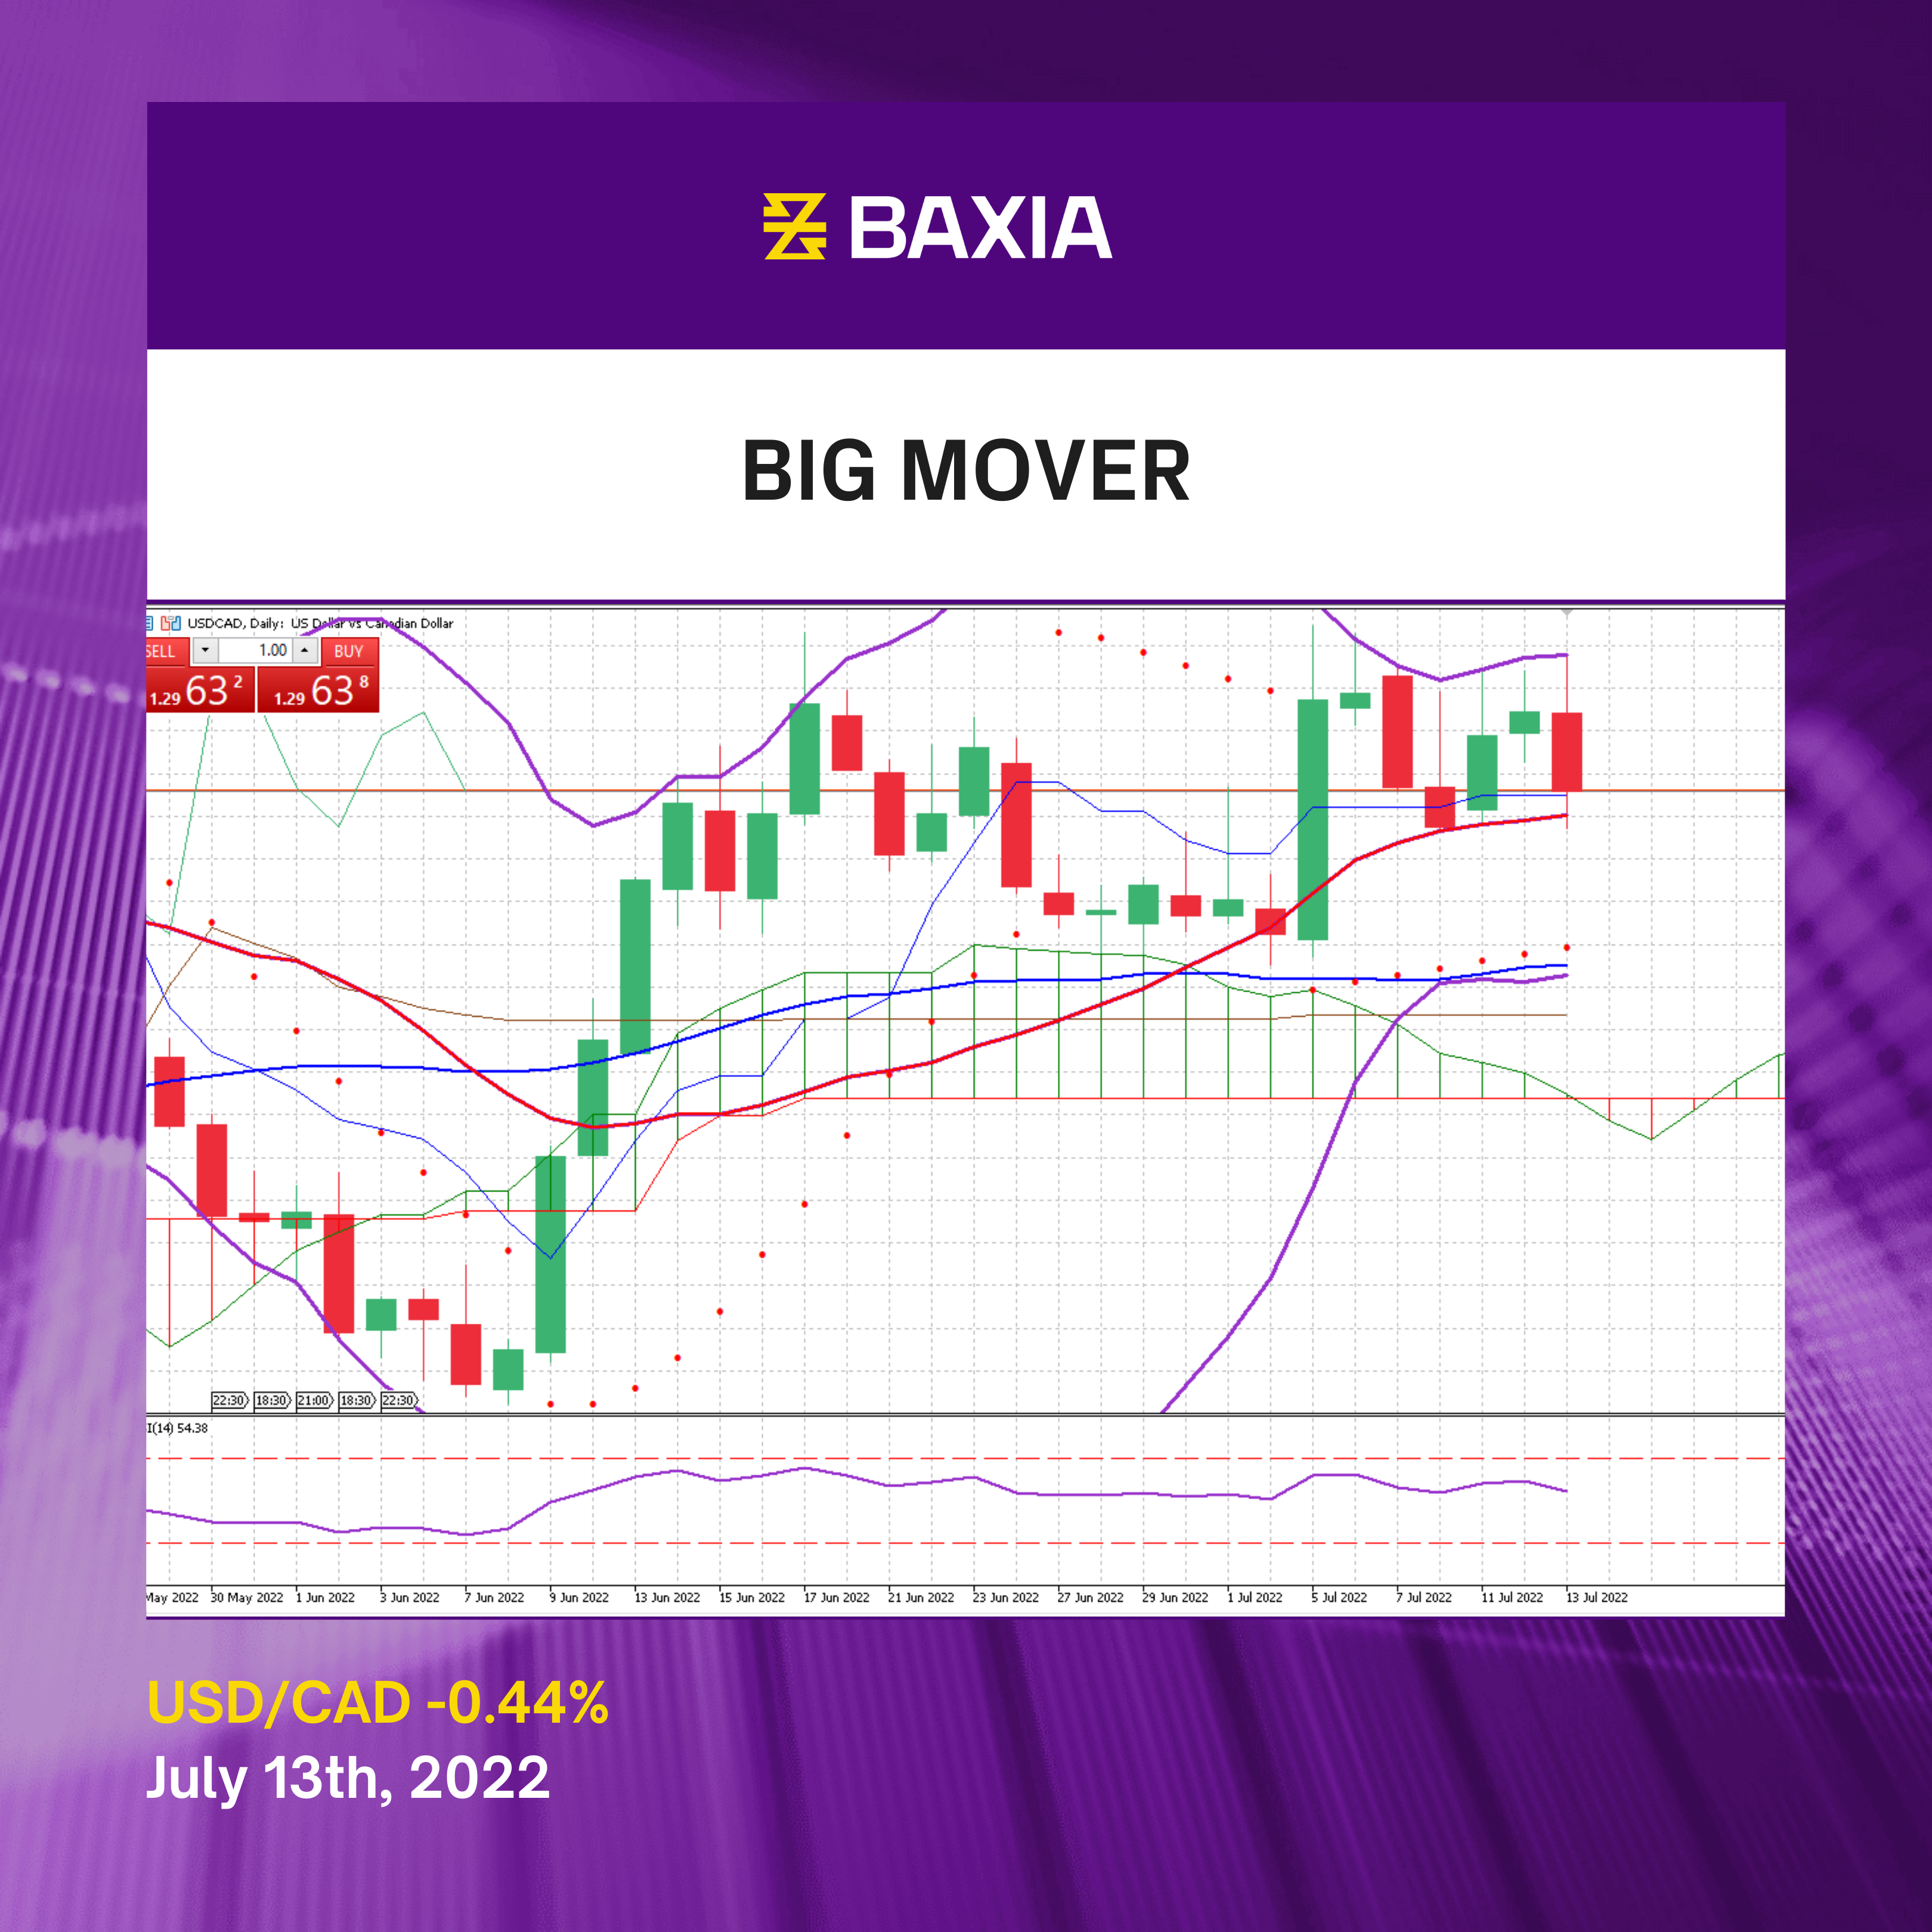 BAXIA
BIG MOVER
USDCAD, Daily: US Dollar vs Canadian Dollar
SELL 1.00 BUY
1.29 63 2 1.29 63 8
22:30 18:30 21:00 18:30 22:30
I(14) 54.38
May 2022 30 May 2022 1 Jun 2022 3 Jun 2022 7 Jun 2022 9 Jun 2022 13 Jun 2022 15 Jun 2022 17 Jun 2022 21 Jun 2022 23 Jun 2022 27 Jun 2022 29 Jun 2022 1 Jul 2022 5 Jul 2022 7 Jul 2022 11 Jul 2022 13 Jul 2022
USD/CAD -0.44%
July 13th, 2022